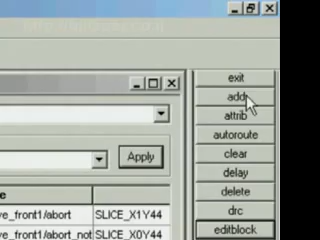 exit
add
attrib
autoroute
Apply
clear
delay
delete
e
drc
ve_front1/abort SLICE_X1Y44
ve_front1/abort_not SLICE_X0Y44
editblock